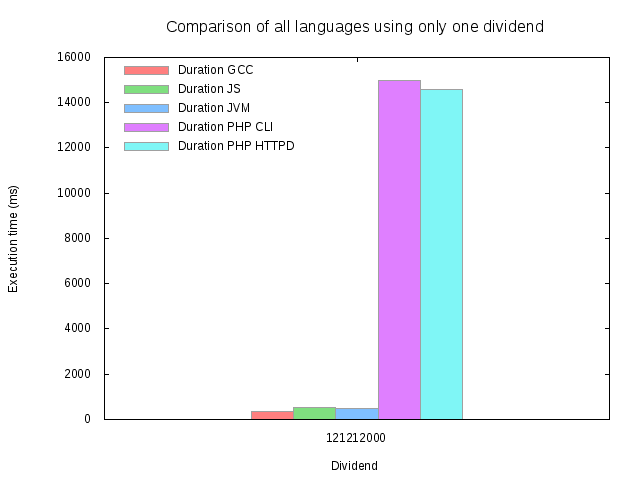 Comparison of all languages using only one dividend
16000
14000
12000
10000
8000
6000
4000
2000
0
Execution time (ms)
Duration GCC
Duration JS
Duration JVM
Duration PHP CLI
Duration PHP HTTPD
121212000
Dividend